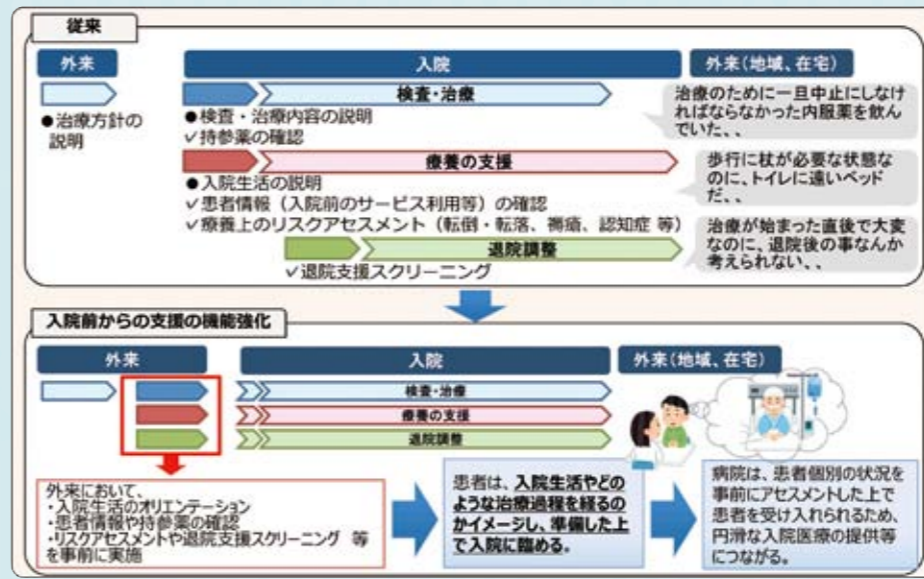 従来
外来
入院
外来(地域、在宅)
●治療方針の
説明
検査・治療
●検査・治療内容の説明
✓持参薬の確認
療養の支援
●入院生活の説明
✓患者情報（入院前のサービス利用等）の確認
✓療養上のリスクアセスメント（転倒・転落、褥瘡、認知症 等）
退院調整
✓退院支援スクリーニング
治療のために一旦中止にしなけ
ればならなかった内服薬を飲ん
でいた、、
歩行に杖が必要な状態な
のに、トイレに遠いベッド
だ、、
治療が始まった直後で大変
なのに、退院後の事なんか
考えられない、、
入院前からの支援の機能強化
外来
入院
外来(地域、在宅)
検査・治療
療養の支援
退院調整
外来において、
・入院生活のオリエンテーション
・患者情報や持参薬の確認
・リスクアセスメントや退院支援スクリーニング 等
を事前に実施
患者は、入院生活やどの
ような治療過程を経るの
かイメージし、準備した上
で入院に臨める。
病院は、患者個別の状況を
事前にアセスメントした上で
患者を受け入れられるため、
円滑な入院医療の提供等
につながる。